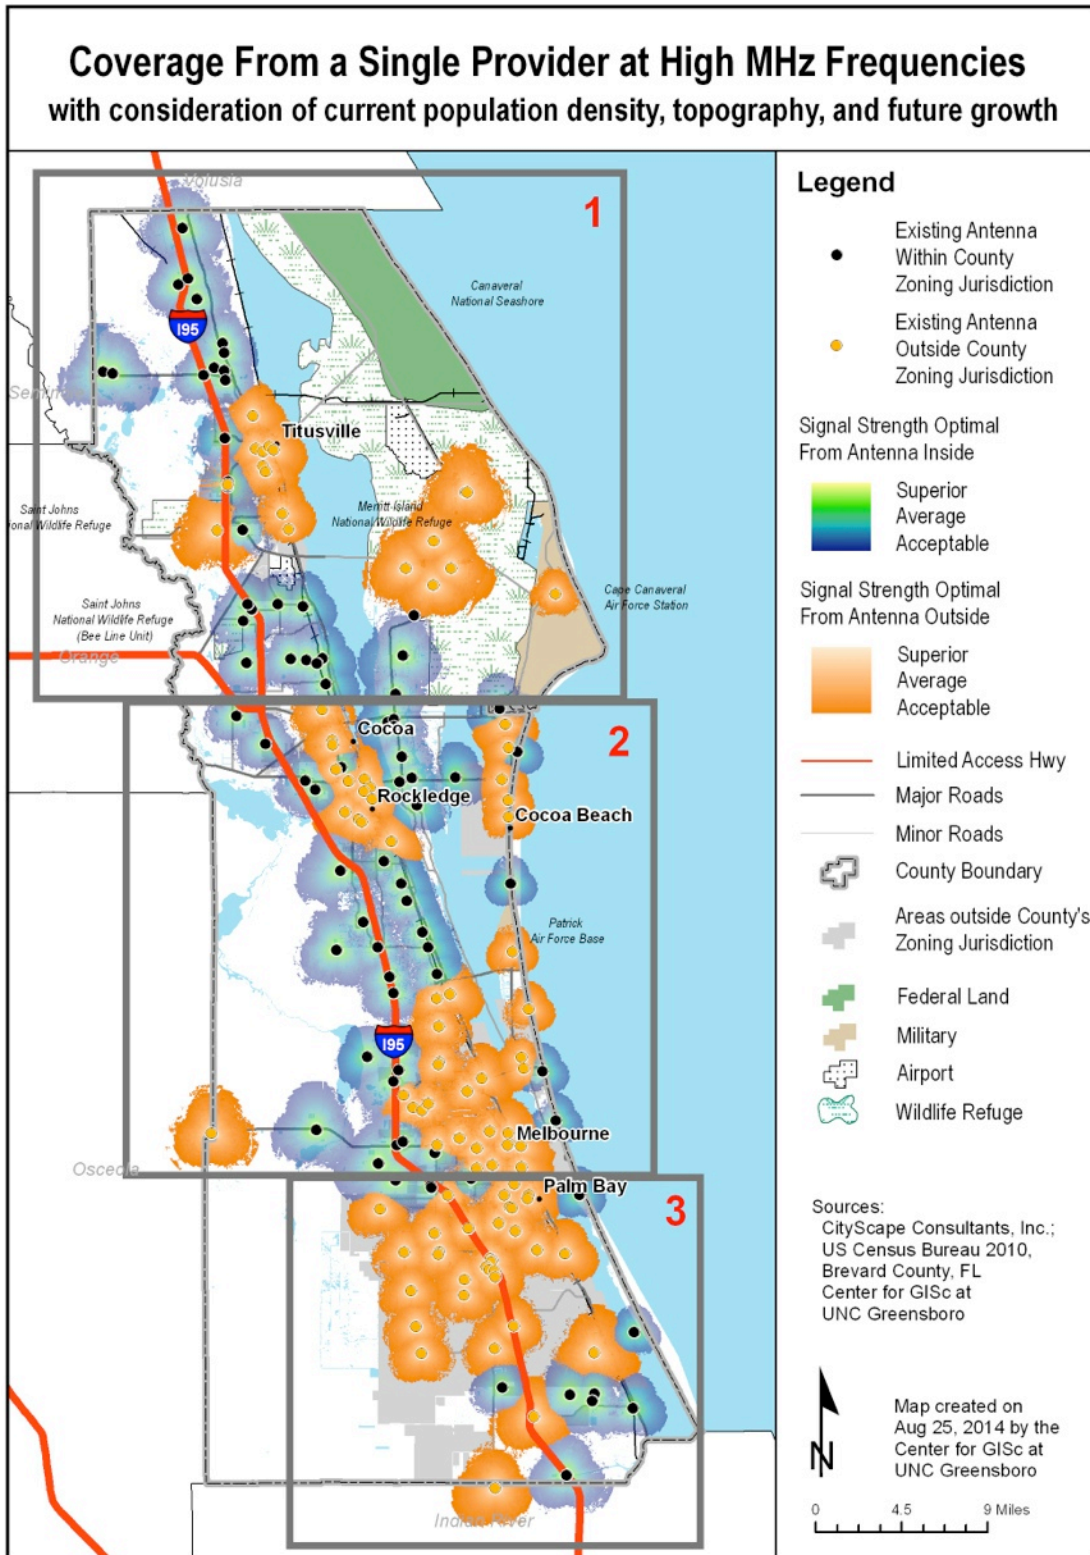 Coverage From a Single Provider at High MHz Frequencies
with consideration of current population density, topography, and future growth
Volusia
1
Canaveral
National Seashore
I95
Titusville
Saint Johns
ional Wildlife Refuge
Merritt Island
National Wildlife Refuge
Cape Canaveral
Air Force Station
Saint Johns
National Wildlife Refuge
(Bee Line Unit)
Orange
2
Cocoa
Rockledge
Cocoa Beach
Patrick
Air Force Base
I95
Melbourne
Osceola
Palm Bay
3
Indian River
Legend
Existing Antenna
Within County
Zoning Jurisdiction
Existing Antenna
Outside County
Zoning Jurisdiction
Signal Strength Optimal
From Antenna Inside
Superior
Average
Acceptable
Signal Strength Optimal
From Antenna Outside
Superior
Average
Acceptable
Limited Access Hwy
Major Roads
Minor Roads
County Boundary
Areas outside County's
Zoning Jurisdiction
Federal Land
Military
Airport
Wildlife Refuge
Sources:
CityScape Consultants, Inc.;
US Census Bureau 2010,
Brevard County, FL
Center for GISc at
UNC Greensboro
N
Map created on
Aug 25, 2014 by the
Center for GISc at
UNC Greensboro
0 4.5 9 Miles